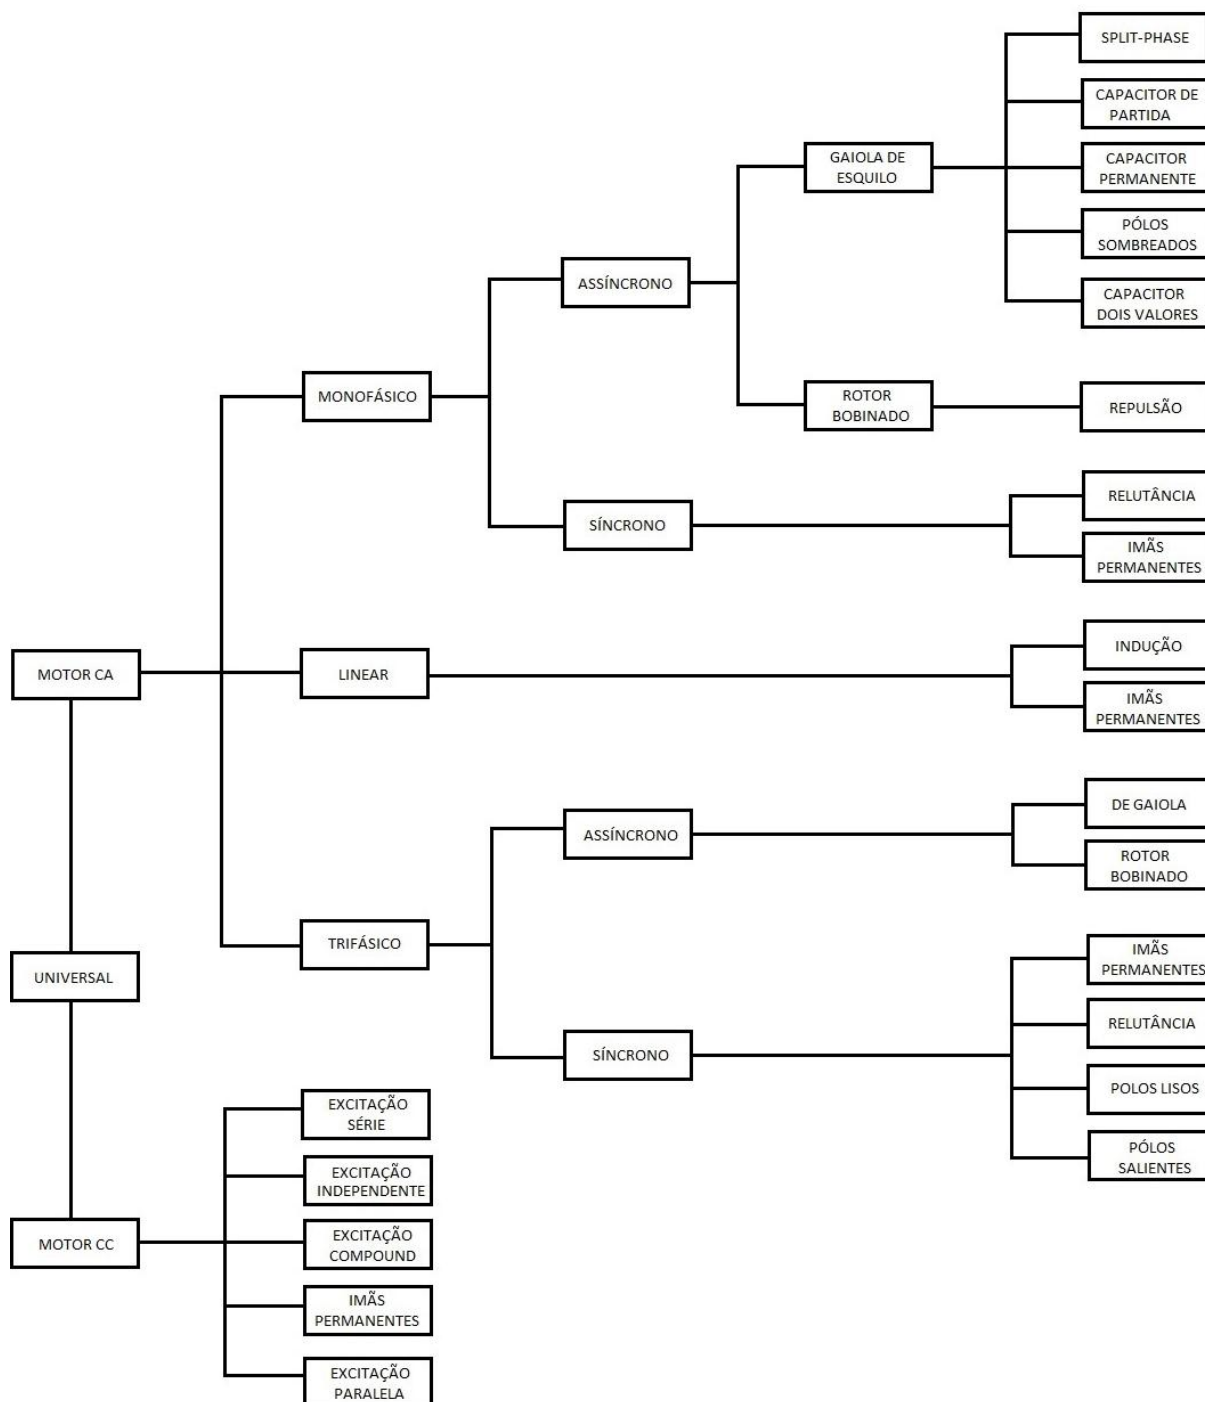 SPLIT-PHASE
CAPACITOR DE
PARTIDA
GAIOLA DE
ESQUILO
CAPACITOR
PERMANENTE
PÓLOS
SOMBREADOS
ASSÍNCRONO
CAPACITOR
DOIS VALORES
MONOFÁSICO
ROTOR
BOBINADO
REPULSÃO
SÍNCRONO
RELUTÂNCIA
IMÃS
PERMANENTES
MOTOR CA
LINEAR
INDUÇÃO
IMÃS
PERMANENTES
ASSÍNCRONO
DE GAIOLA
ROTOR
BOBINADO
TRIFÁSICO
UNIVERSAL
IMÃS
PERMANENTES
RELUTÂNCIA
SÍNCRONO
POLOS LISOS
PÓLOS
SALIENTES
EXCITAÇÃO
SÉRIE
EXCITAÇÃO
INDEPENDENTE
MOTOR CC
EXCITAÇÃO
COMPOUND
IMÃS
PERMANENTES
EXCITAÇÃO
PARALELA